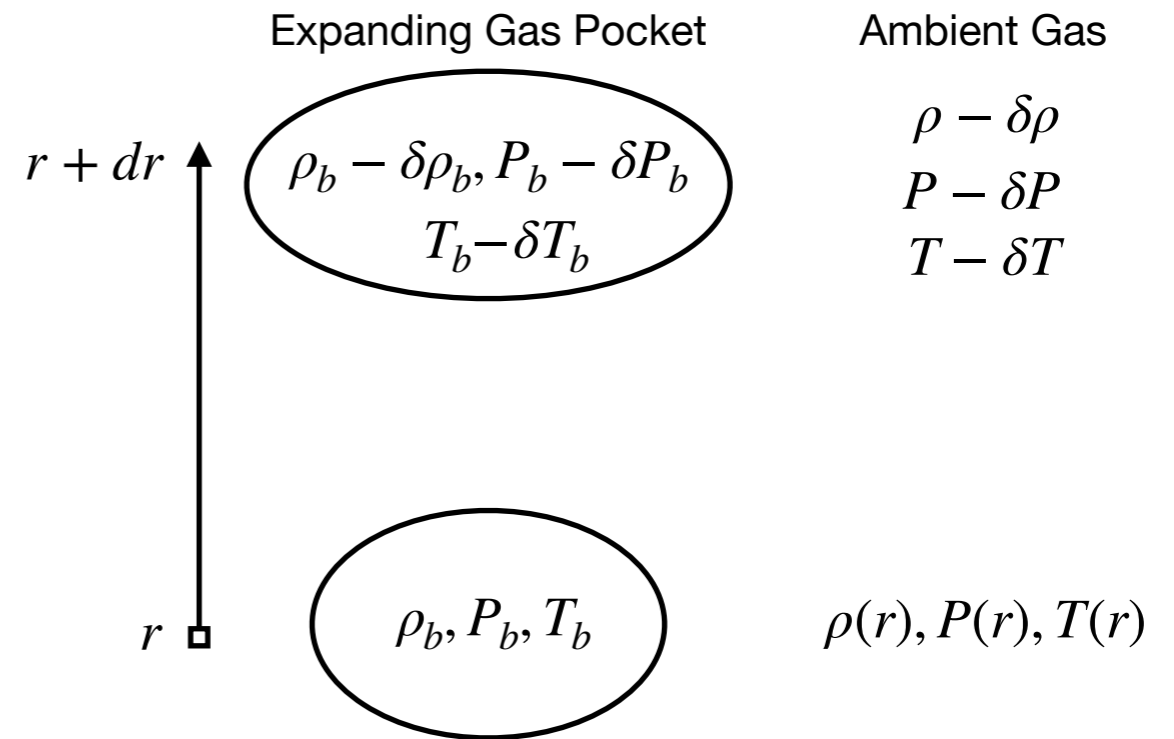 Expanding Gas Pocket Ambient Gas
r + dr
ρ_b − δρ_b, P_b − δP_b
T_b−δT_b
ρ − δρ
P − δP
T − δT
r
ρ_b, P_b, T_b
ρ(r), P(r), T(r)